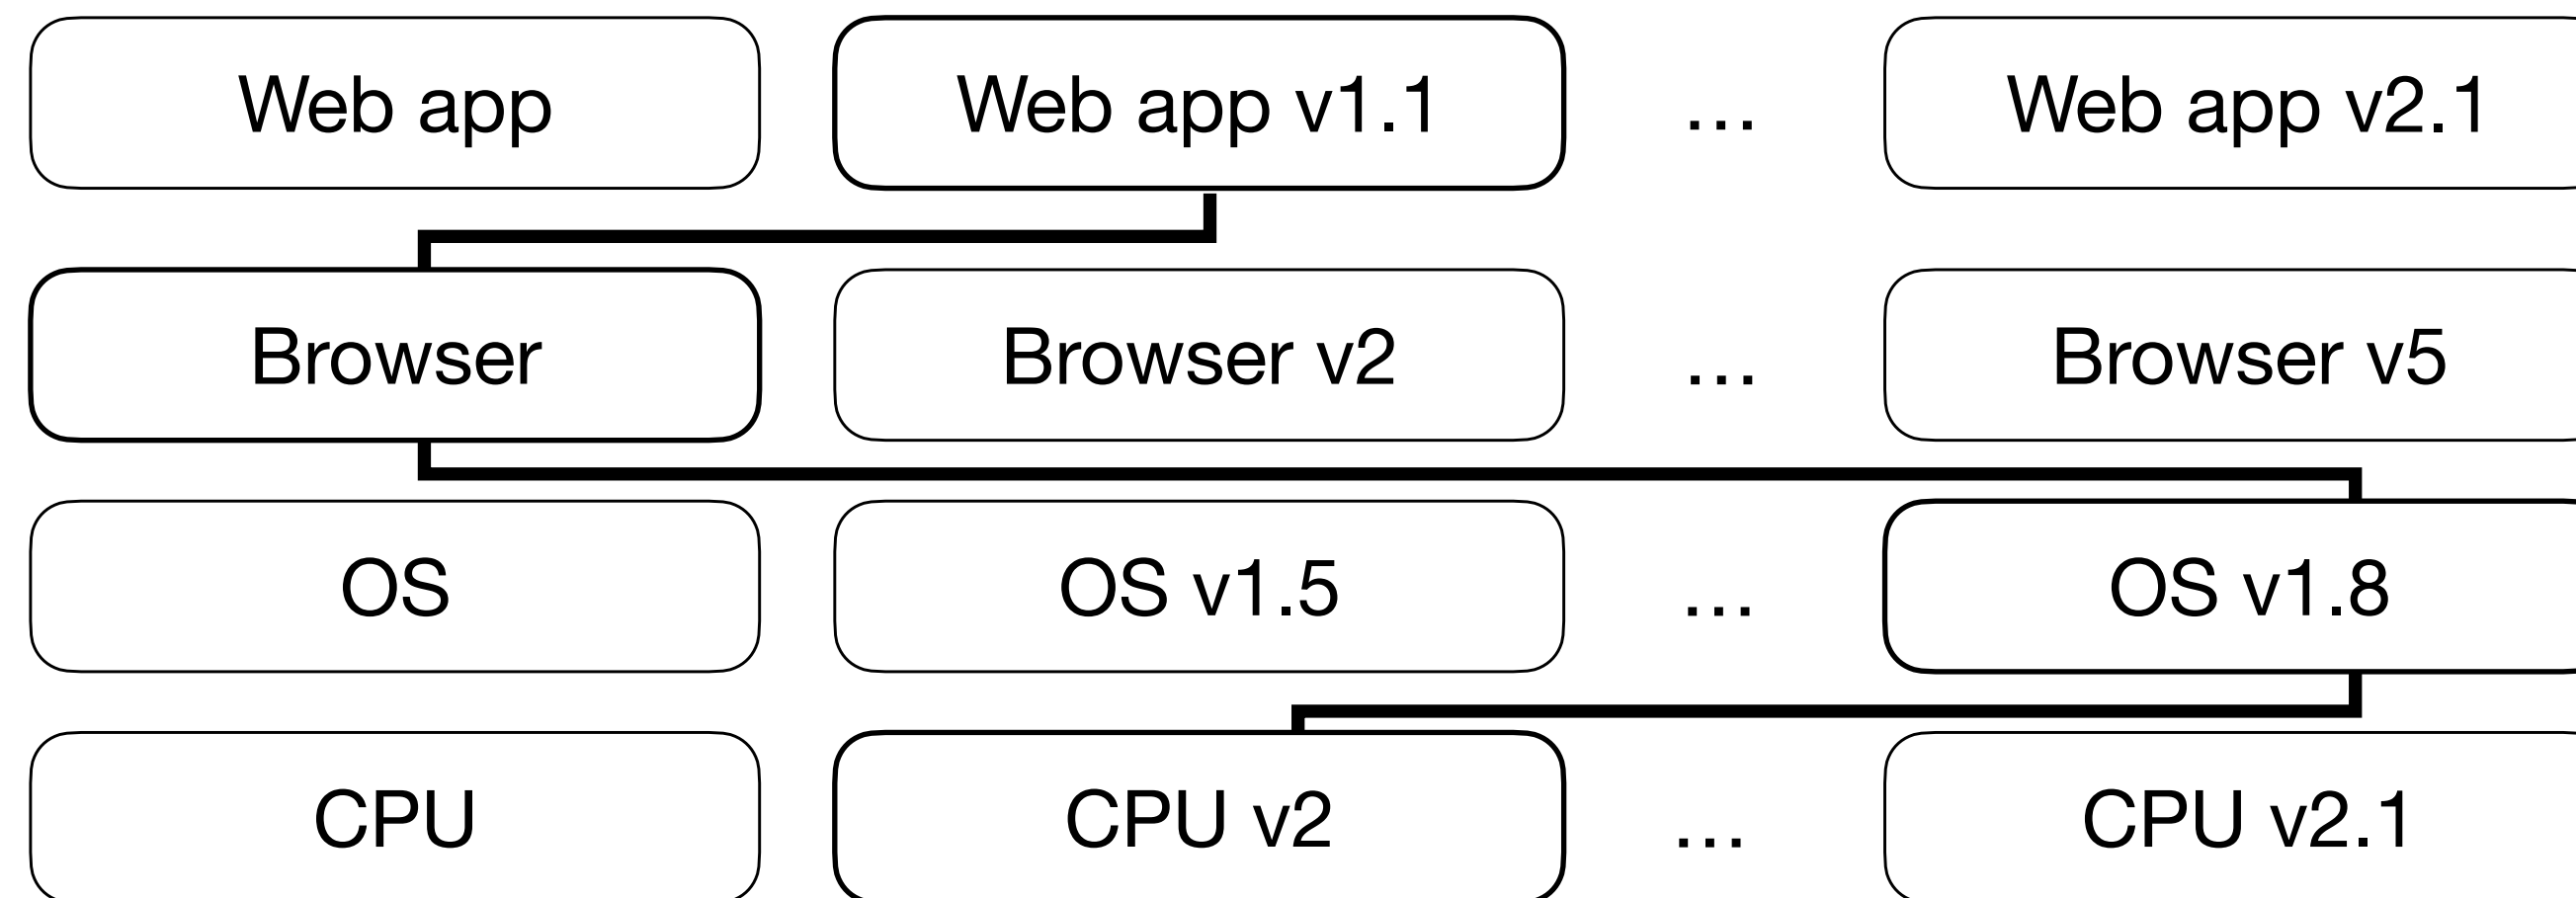 Web app Web app v1.1 ... Web app v2.1
Browser Browser v2 ... Browser v5
OS OS v1.5 ... OS v1.8
CPU CPU v2 ... CPU v2.1